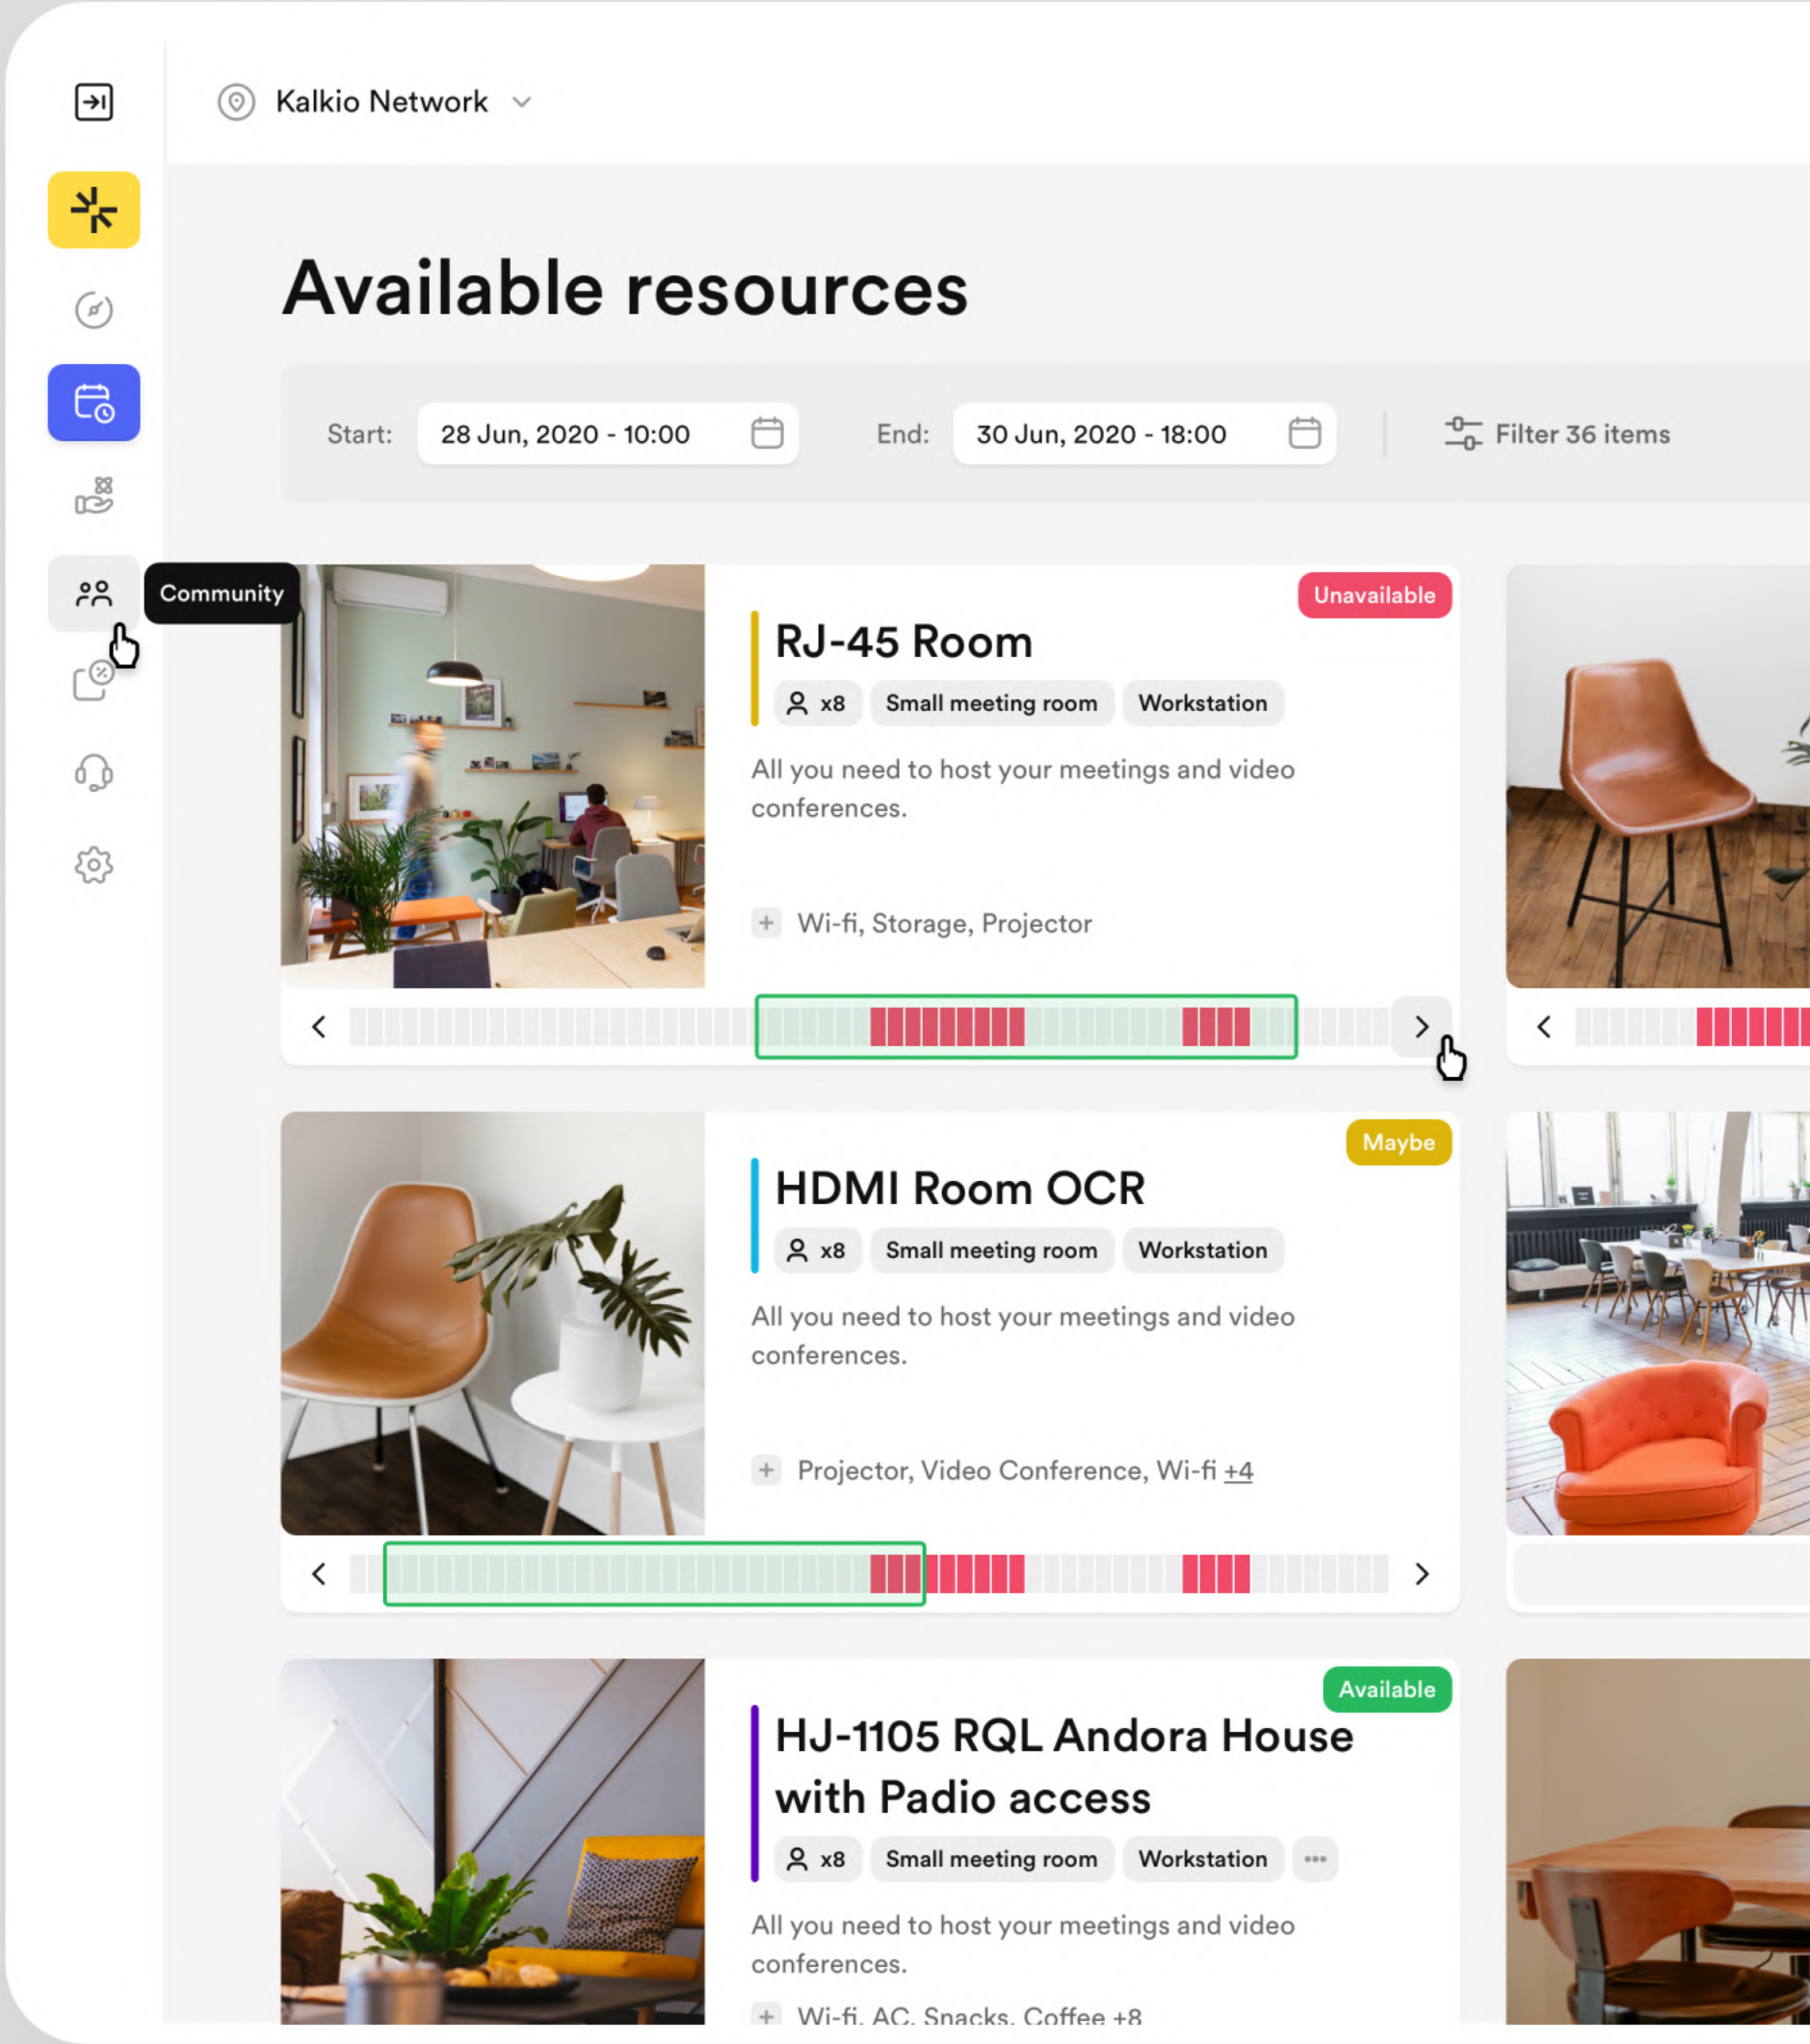 Kalkio Network
Available resources
Start: 28 Jun, 2020 - 10:00 End: 30 Jun, 2020 - 18:00 Filter 36 items
Community
Unavailable
RJ-45 Room
x8 Small meeting room Workstation
All you need to host your meetings and video
conferences.
+ Wi-fi, Storage, Projector
Maybe
HDMI Room OCR
x8 Small meeting room Workstation
All you need to host your meetings and video
conferences.
+ Projector, Video Conference, Wi-fi +4
Available
HJ-1105 RQL Andora House
with Padio access
x8 Small meeting room Workstation •••
All you need to host your meetings and video
conferences.
+ Wi-fi, AC, Snacks, Coffee +8